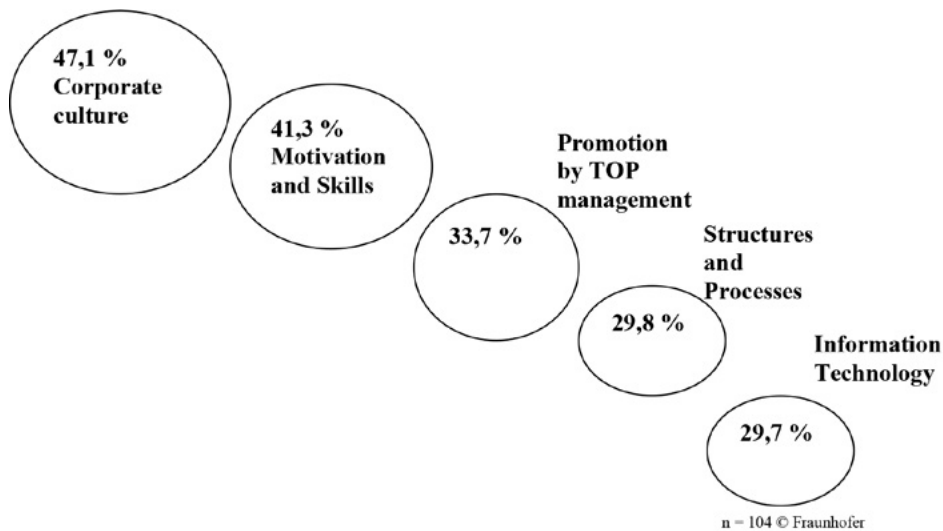 47,1 %
Corporate
culture
41,3 %
Motivation
and Skills
Promotion
by TOP
management
33,7 %
Structures
and
Processes
29,8 %
Information
Technology
29,7 %
n = 104 © Fraunhofer